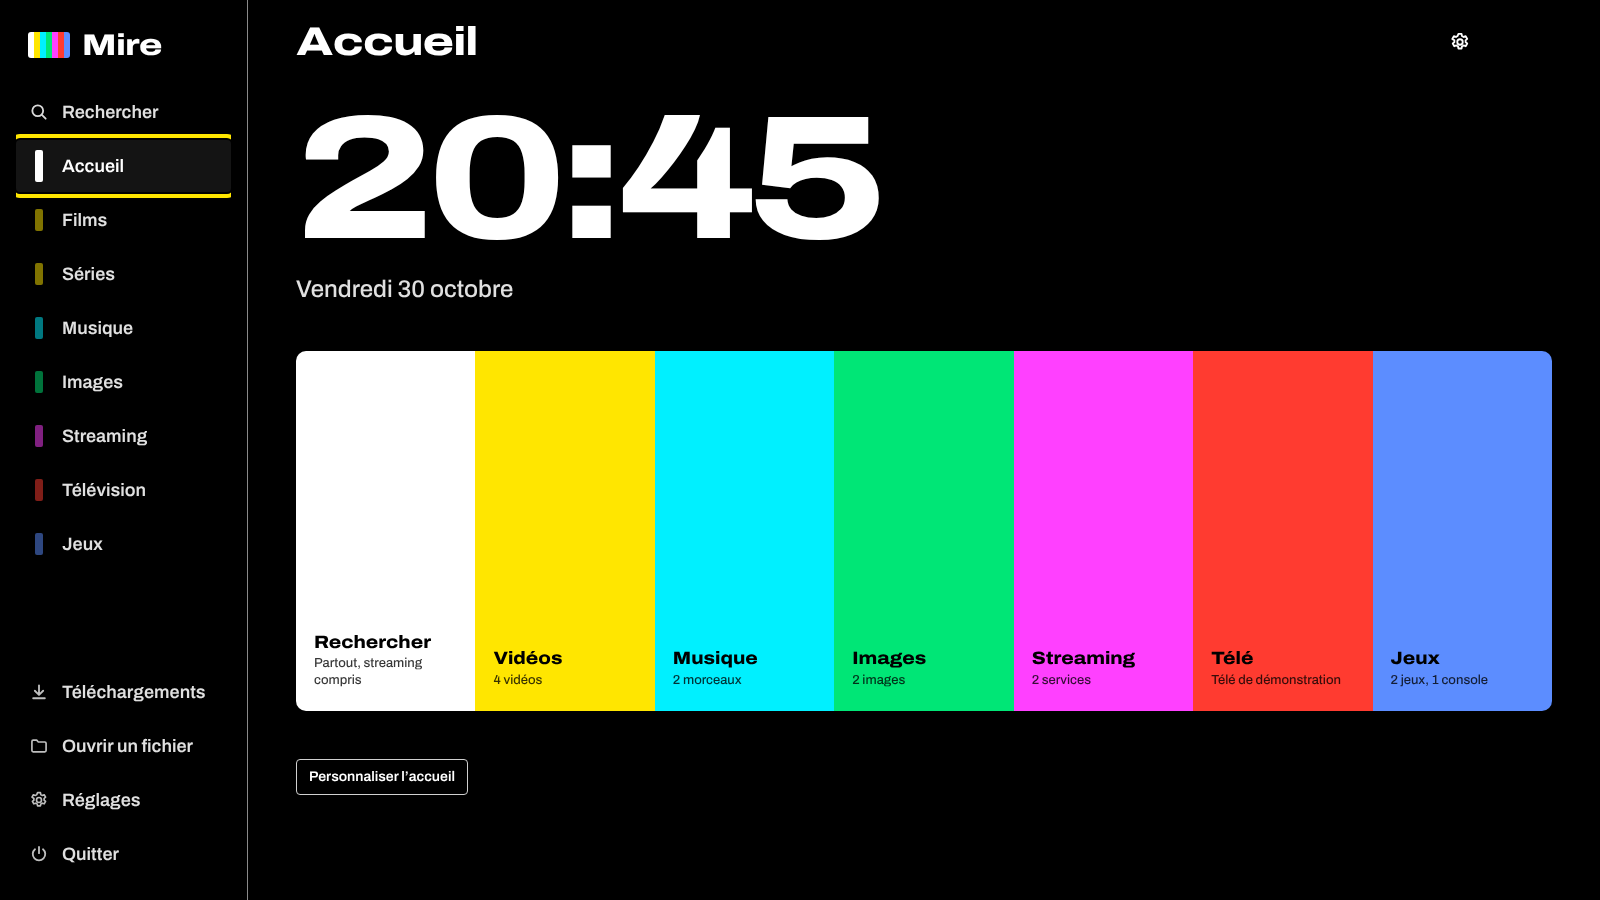 Mire
Rechercher
Accueil
Films
Séries
Musique
Images
Streaming
Télévision
Jeux
Téléchargements
Ouvrir un fichier
Réglages
Quitter
Accueil
20:45
Vendredi 30 octobre
Rechercher
Partout, streaming
compris
Vidéos
4 vidéos
Musique
2 morceaux
Images
2 images
Streaming
2 services
Télé
Télé de démonstration
Jeux
2 jeux, 1 console
Personnaliser l’accueil